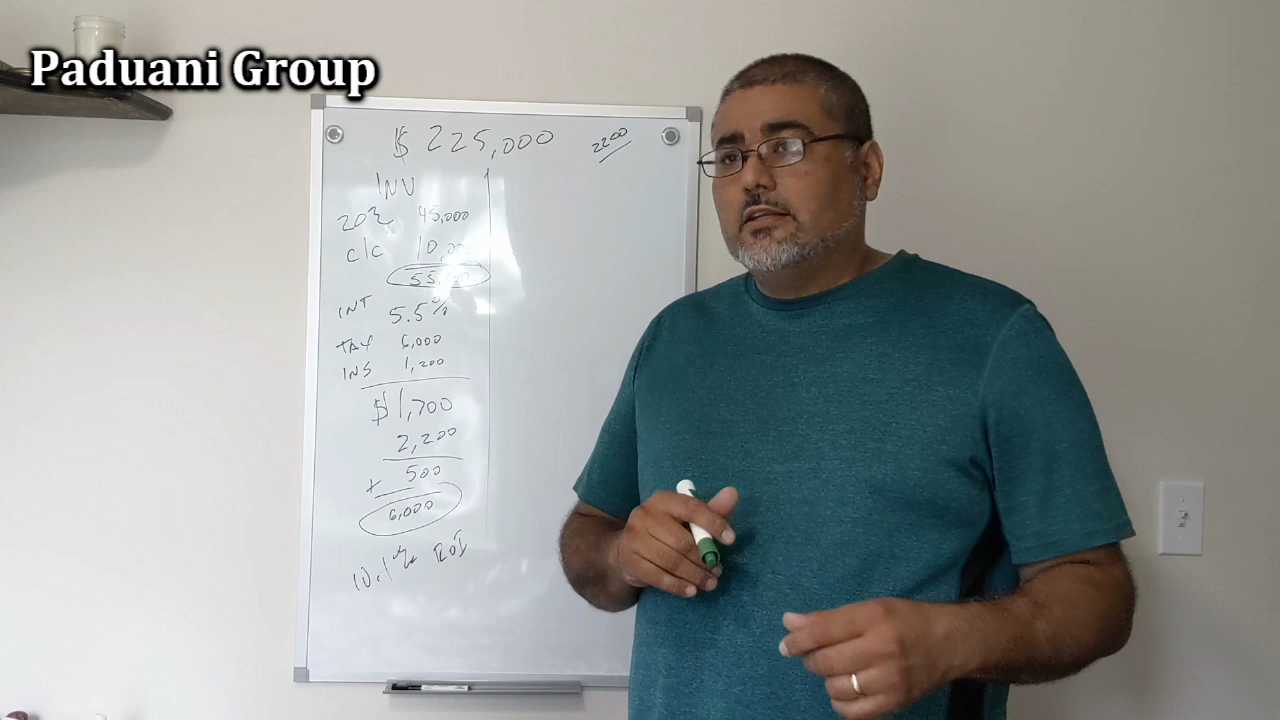 Paduani Group
$ 225,000
2200
INV
20% 45,000
c/c 10,000
55,000
INT 5.5%
TAX 6,000
INS 1,200
$1,700
2,200
+ 500
6,000
10.1% ROI